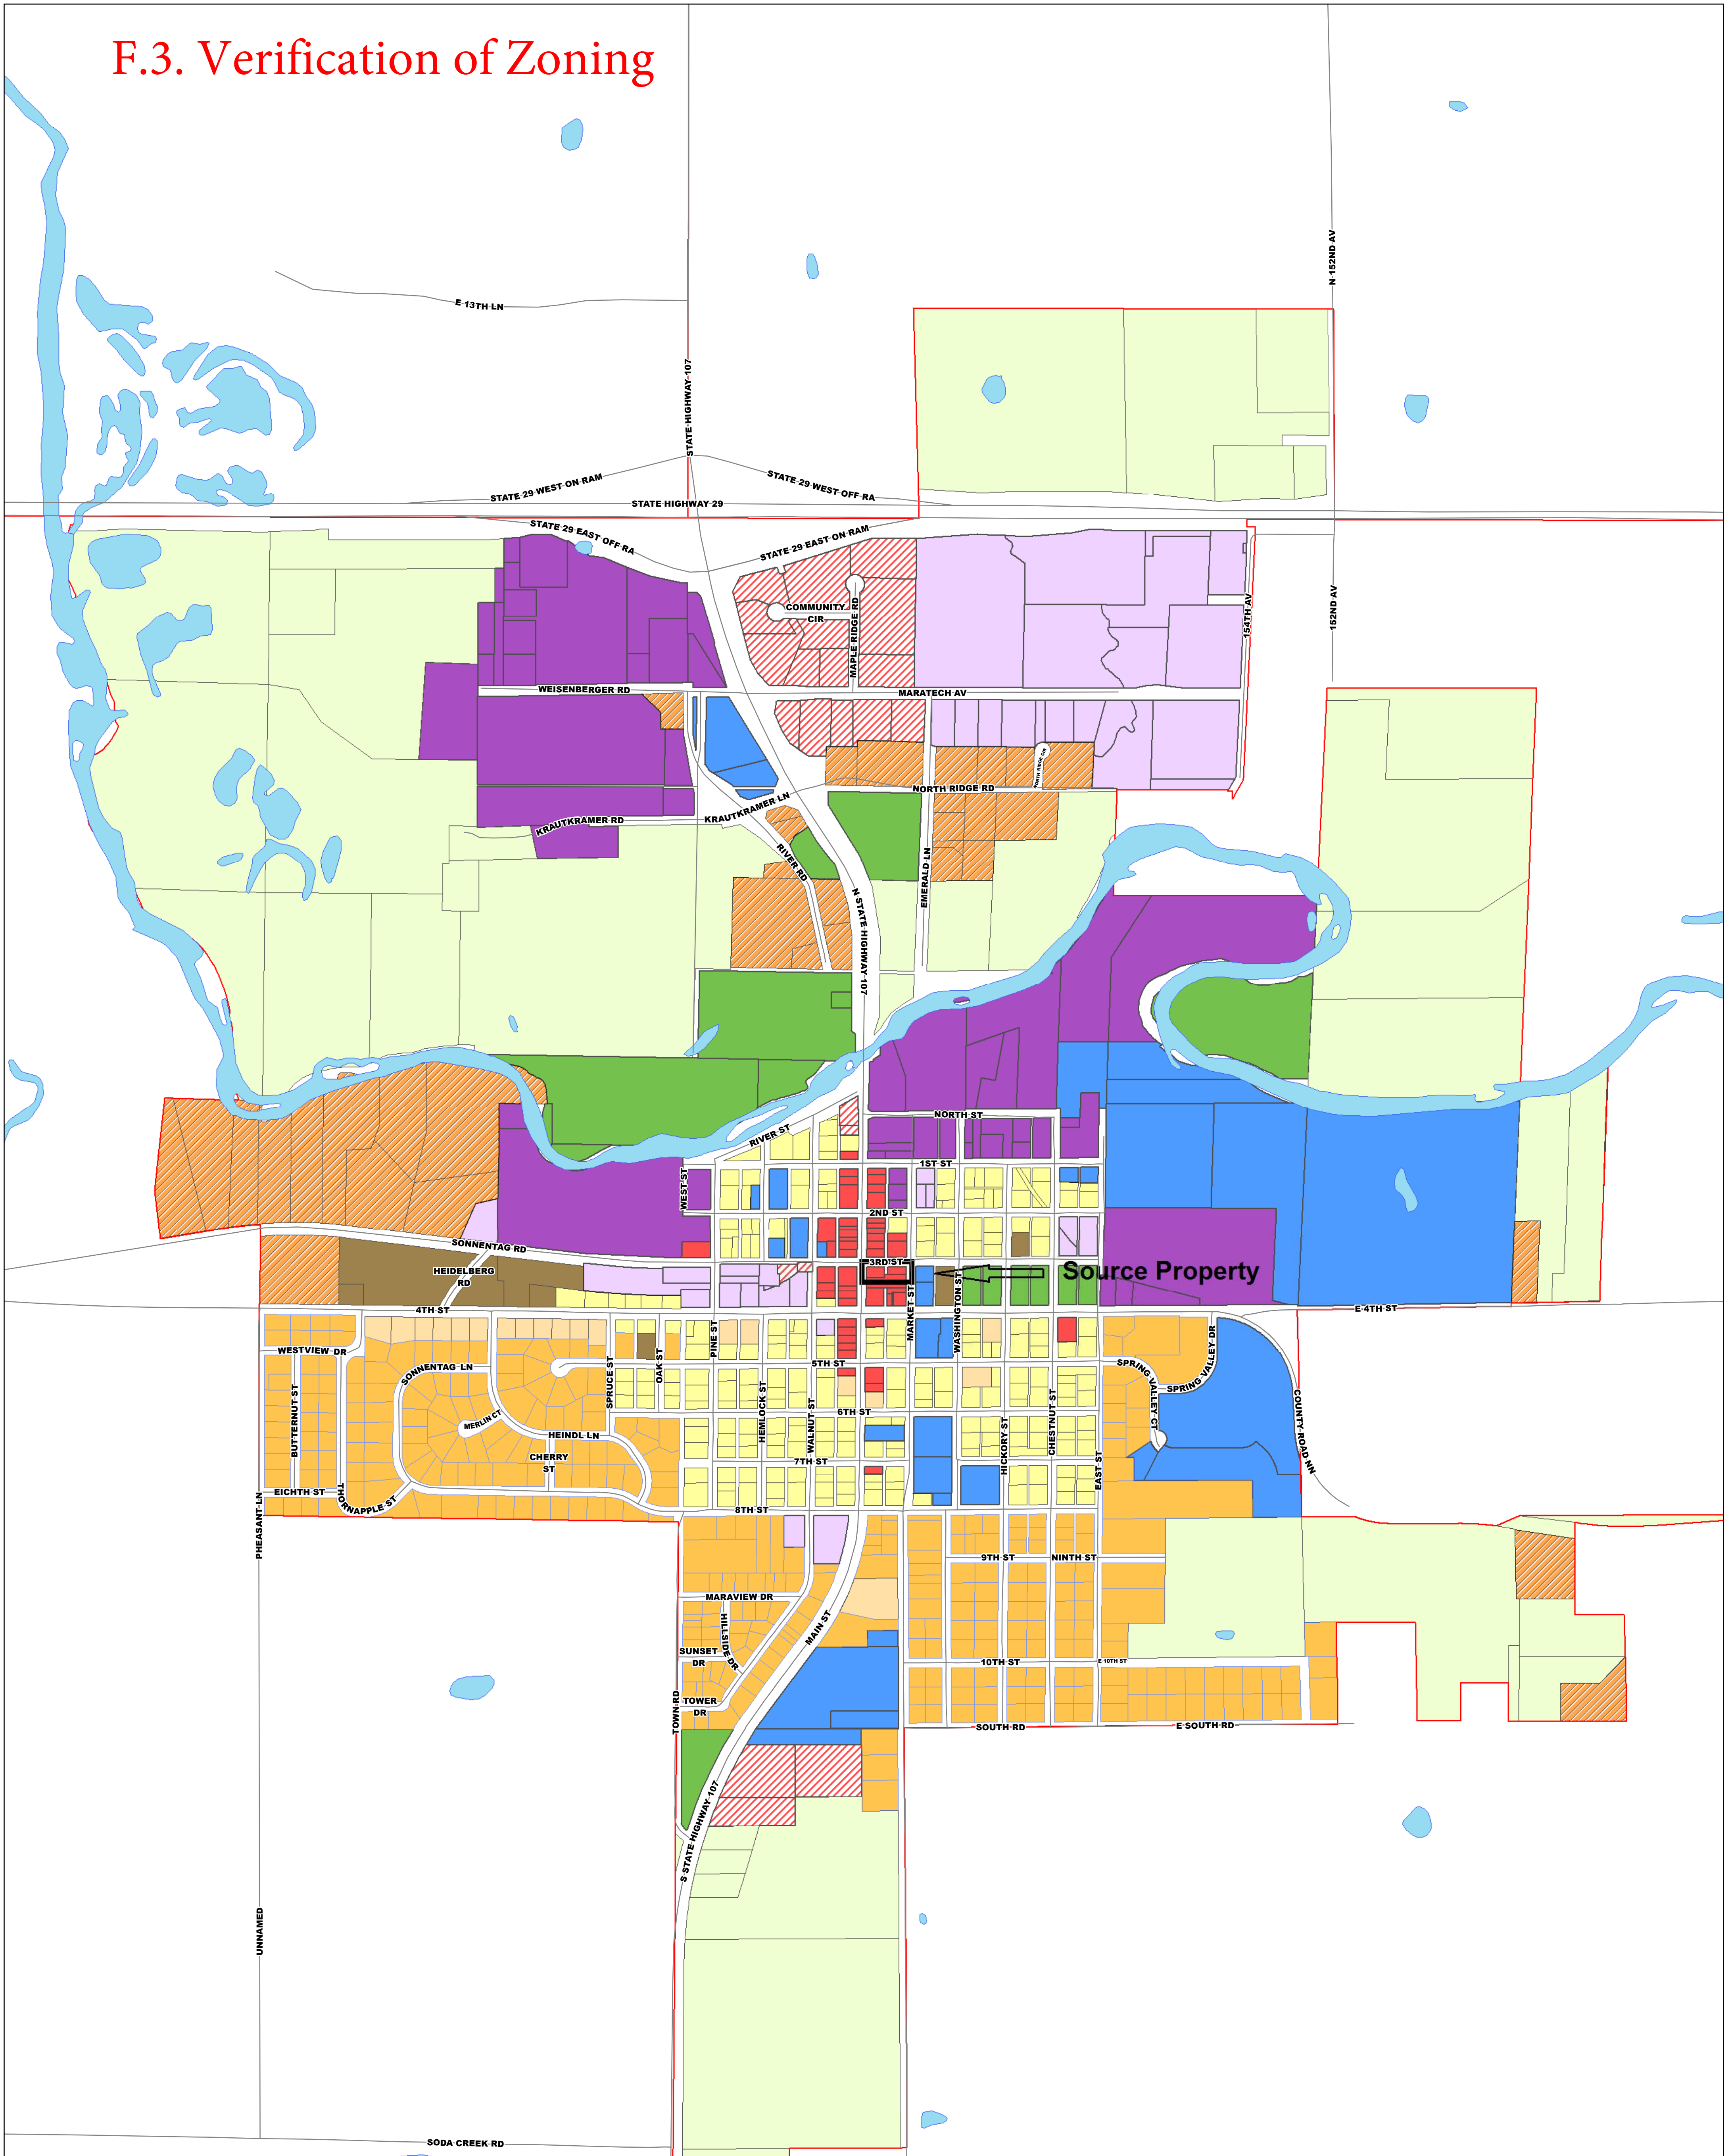 F.3. Verification of Zoning
N 152ND AV
E 13TH LN
STATE HIGHWAY 107
STATE 29 WEST ON RAM
STATE 29 WEST OFF RA
STATE HIGHWAY 29
STATE 29 EAST OFF RA
STATE 29 EAST ON RAM
COMMUNITY
CIR
MAPLE RIDGE RD
154TH AV
152ND AV
WEISENBERGER RD
MARATECH AV
NORTH RIDGE CIR
NORTH RIDGE RD
KRAUTKRAMER LN
KRAUTKRAMER RD
RIVER RD
EMERALD LN
N STATE HIGHWAY 107
NORTH ST
RIVER ST
1ST ST
WEST ST
2ND ST
SONNENTAG RD
3RD ST
Source Property
HEIDELBERG
RD
MARKET ST
WASHINGTON ST
4TH ST
E 4TH ST
WESTVIEW DR
PINE ST
SPRING VALLEY DR
SONNENTAG LN
OAK ST
SPRUCE ST
5TH ST
SPRING VALLEY CT
SPRING VALLEY DR
BUTTERNUT ST
HEMLOCK ST
WALNUT ST
6TH ST
CHESTNUT ST
COUNTY ROAD NN
MERLIN CT
HEINDL LN
HICKORY ST
CHERRY
ST
7TH ST
EAST ST
EICHTH ST
THORNAPPLE ST
8TH ST
PHEASANT LN
9TH ST
NINTH ST
MARAVIEW DR
HILLSIDE DR
MAIN ST
SUNSET
DR
10TH ST
E 10TH ST
TOWER
DR
TOWN RD
SOUTH RD
E SOUTH RD
S STATE HIGHWAY 107
UNNAMED
SODA CREEK RD